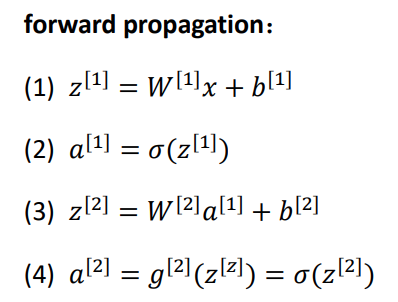 forward propagation:
(1) z^[1] = W^[1]x + b^[1]
(2) a^[1] = σ(z^[1])
(3) z^[2] = W^[2]a^[1] + b^[2]
(4) a^[2] = g^[2](z^[z]) = σ(z^[2])